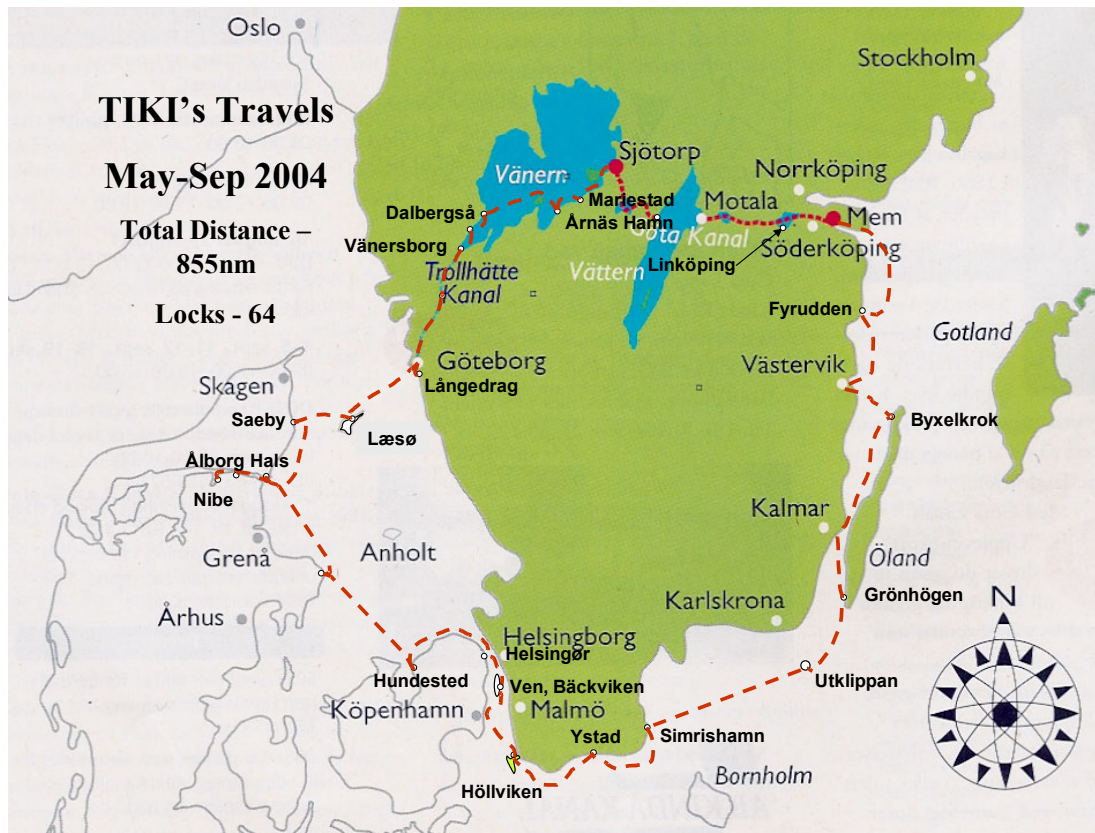 Oslo
Stockholm
TIKI's Travels
May-Sep 2004
Total Distance –
855nm
Locks - 64
Sjötorp
Vänern
Mariestad
Årnäs Hamn
Dalbergså
Vänersborg
Trollhätte
Kanal
Norrköping
Motala
Mem
Göta Kanal
Söderköping
Linköping
Vättern
Fyrudden
Gotland
Göteborg
Långedrag
Västervik
Skagen
Saeby
Læsø
Byxelkrok
Ålborg Hals
Nibe
Kalmar
Grenå
Anholt
Öland
Grönhögen
Århus
Karlskrona
N
Helsingborg
Helsingør
Hundested
Ven, Bäckviken
Utklippan
Köpenhamn
Malmö
Ystad
Simrishamn
Höllviken
Bornholm